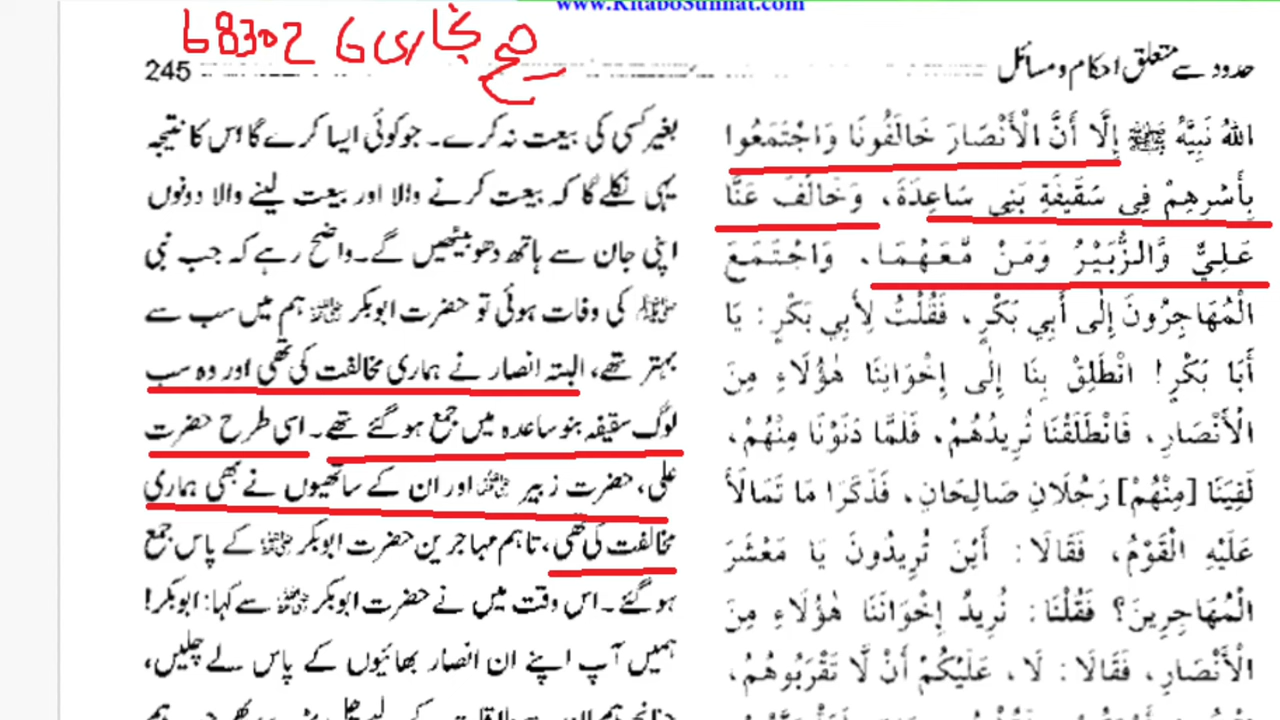 www.KitaboSunnat.com
صحیح بخاری ج6 ح6830
حدود سے متعلق احکام و مسائل
245
اللهُ نَبِيَّهُ ﷺ إِلَّا أَنَّ الْأَنْصَارَ خَالَفُونَا وَاجْتَمَعُوا
بِأَسْرِهِمْ فِي سَقِيفَةِ بَنِي سَاعِدَةَ، وَخَالَفَ عَنَّا
عَلِيٌّ وَّالزُّبَيْرُ وَمَنْ مَّعَهُمَا. وَاجْتَمَعَ
الْمُهَاجِرُونَ إِلٰى أَبِي بَكْرٍ، فَقُلْتُ لِأَبِي بَكْرٍ: يَا
أَبَا بَكْرٍ! انْطَلِقْ بِنَا إِلٰى إِخْوَانِنَا هٰؤُلَاءِ مِنَ
الْأَنْصَارِ، فَانْطَلَقْنَا نُرِيدُهُمْ، فَلَمَّا دَنَوْنَا مِنْهُمْ،
لَقِيَنَا [مِنْهُمْ] رَجُلَانِ صَالِحَانِ، فَذَكَرَا مَا تَمَالَأَ
عَلَيْهِ الْقَوْمُ، فَقَالَا: أَيْنَ تُرِيدُونَ يَا مَعْشَرَ
الْمُهَاجِرِينَ؟ فَقُلْنَا: نُرِيدُ إِخْوَانَنَا هٰؤُلَاءِ مِنَ
الْأَنْصَارِ، فَقَالَا: لَا، عَلَيْكُمْ أَنْ لَّا تَقْرَبُوهُمُ،
بغیر کسی کی بیعت نہ کرے۔ جو کوئی ایسا کرے گا اس کا نتیجہ
یہی نکلے گا کہ بیعت کرنے والا اور بیعت لینے والا دونوں
اپنی جان سے ہاتھ دھو بیٹھیں گے۔ واضح رہے کہ جب نبی
ﷺ کی وفات ہوئی تو حضرت ابوبکر ؓ ہم میں سب سے
بہتر تھے، البتہ انصار نے ہماری مخالفت کی تھی اور وہ سب
لوگ سقیفہ بنو ساعدہ میں جمع ہو گئے تھے۔ اسی طرح حضرت
علی، حضرت زبیر ؓ اور ان کے ساتھیوں نے بھی ہماری
مخالفت کی تھی، تاہم مہاجرین حضرت ابوبکر ؓ کے پاس جمع
ہو گئے۔ اس وقت میں نے حضرت ابوبکر ؓ سے کہا: ابوبکر!
ہمیں آپ اپنے ان انصار بھائیوں کے پاس لے چلیں،